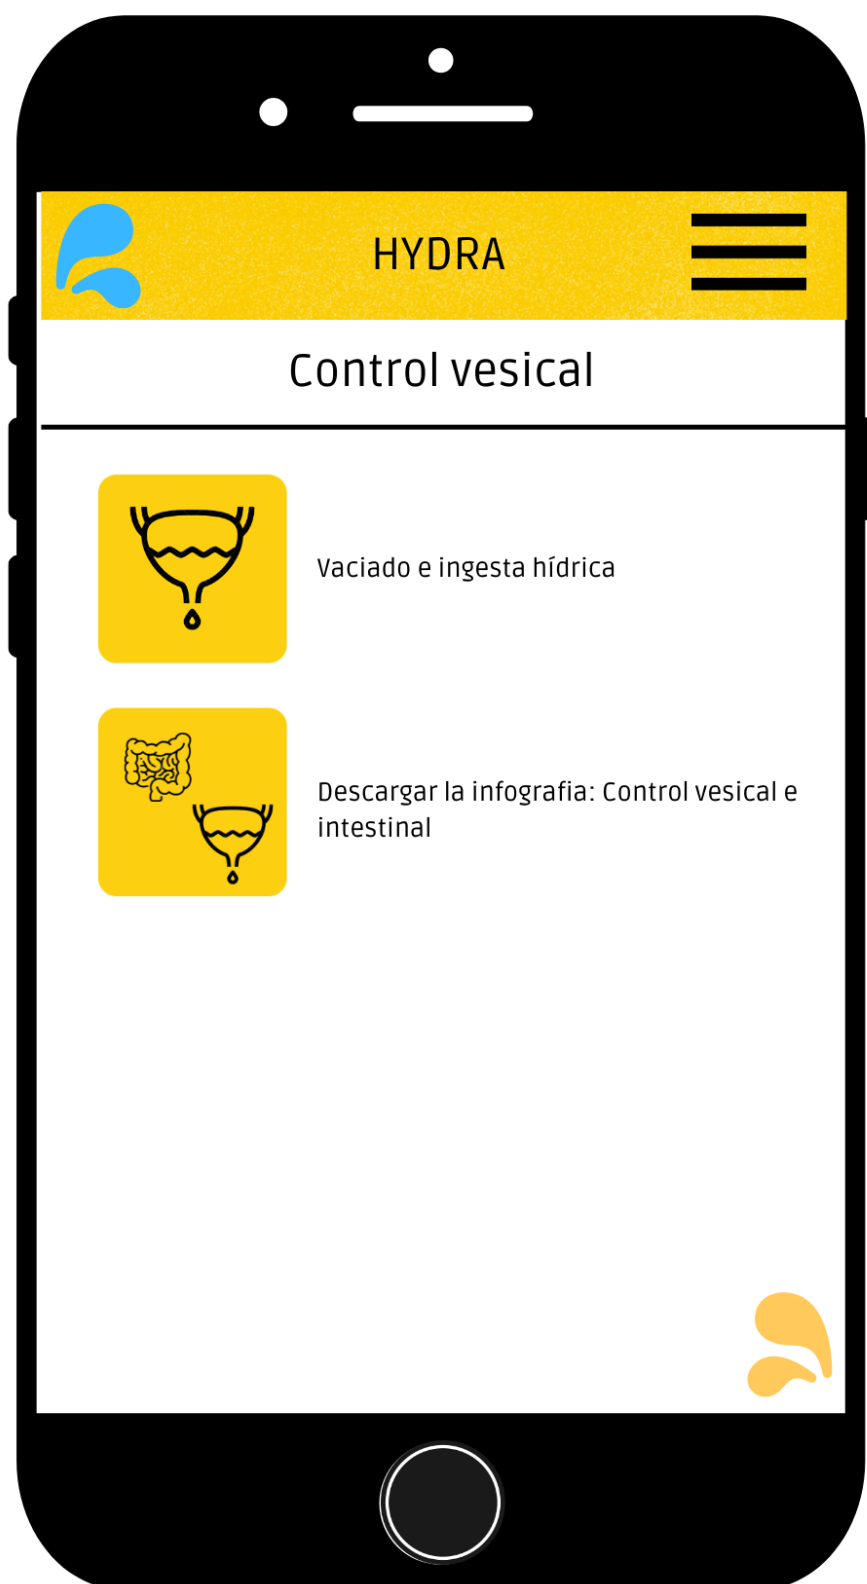 HYDRA
Control vesical
Vaciado e ingesta hídrica
Descargar la infografia: Control vesical e
intestinal